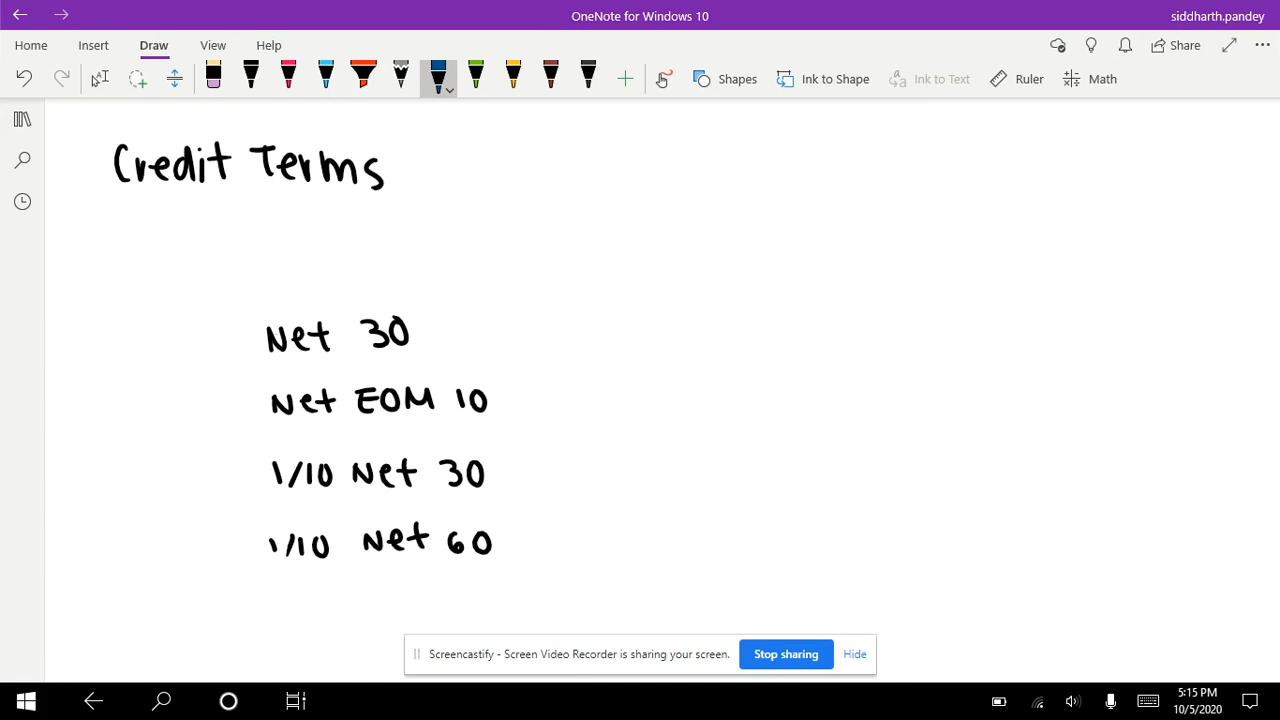 OneNote for Windows 10
siddharth.pandey
Home Insert Draw View Help
Share
Shapes Ink to Shape Ink to Text Ruler Math
Credit Terms
Net 30
Net EOM 10
1/10 Net 30
1/10 Net 60
Screencastify - Screen Video Recorder is sharing your screen. Stop sharing Hide
5:15 PM
10/5/2020